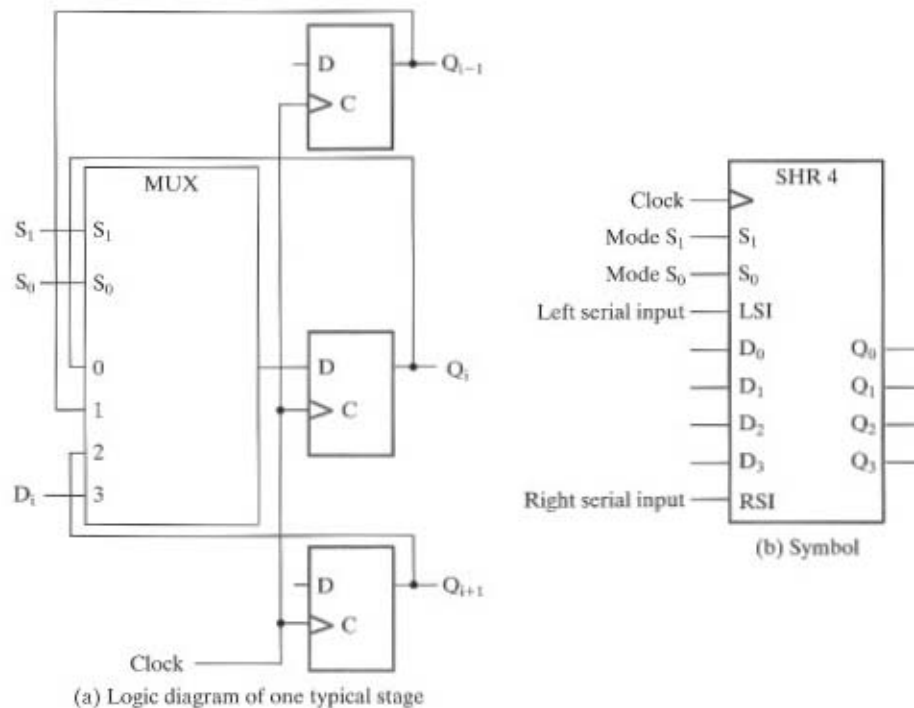 D
Q_{i-1}
C
MUX
S_1
S_1
S_0
S_0
0
D
Q_i
1
C
2
D_i
3
D
Q_{i+1}
C
Clock
(a) Logic diagram of one typical stage
SHR 4
Clock
Mode S_1
S_1
Mode S_0
S_0
Left serial input
LSI
D_0
Q_0
D_1
Q_1
D_2
Q_2
D_3
Q_3
Right serial input
RSI
(b) Symbol